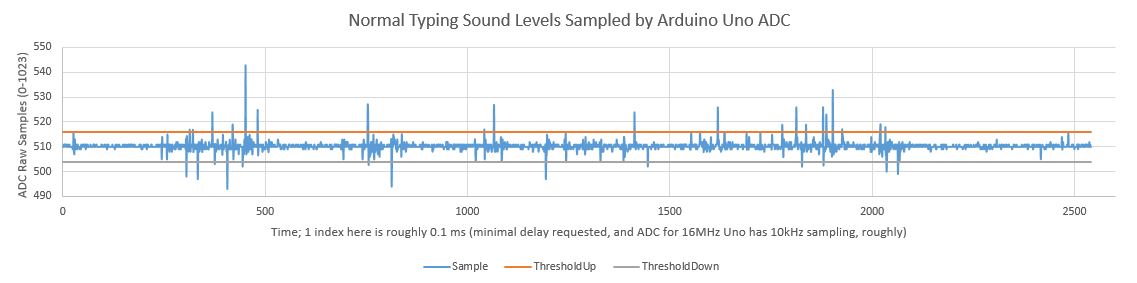 Normal Typing Sound Levels Sampled by Arduino Uno ADC
ADC Raw Samples (0-1023)
550
540
530
520
510
500
490
0 500 1000 1500 2000 2500
Time; 1 index here is roughly 0.1 ms (minimal delay requested, and ADC for 16MHz Uno has 10kHz sampling, roughly)
Sample ThresholdUp ThresholdDown